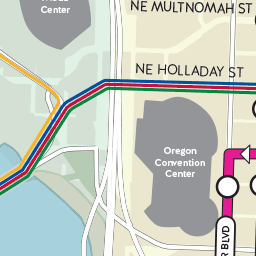 NE MULTNOMAH ST
Center
NE HOLLADAY ST
Oregon
Convention
Center
BLVD